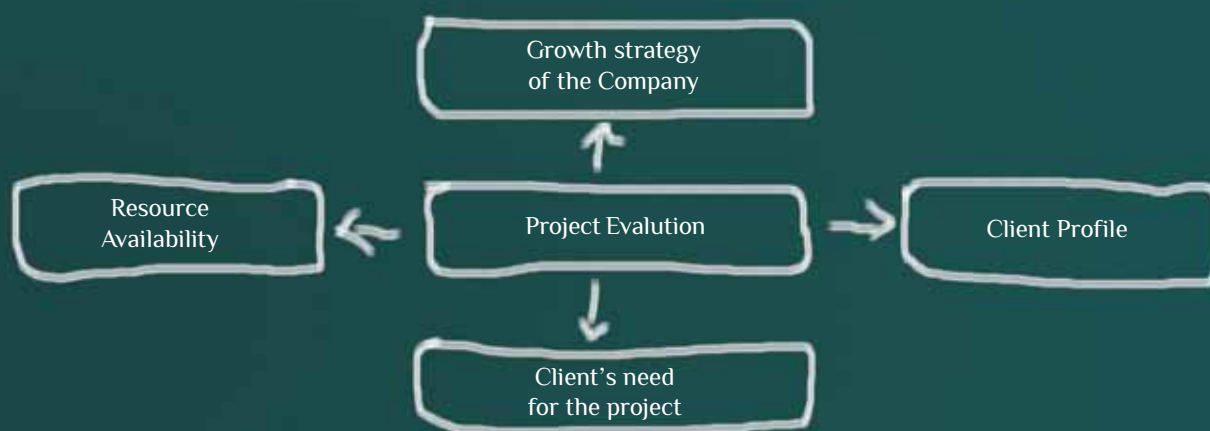 Growth strategy
of the Company
Resource
Availability
Project Evalution
Client Profile
Client’s need
for the project